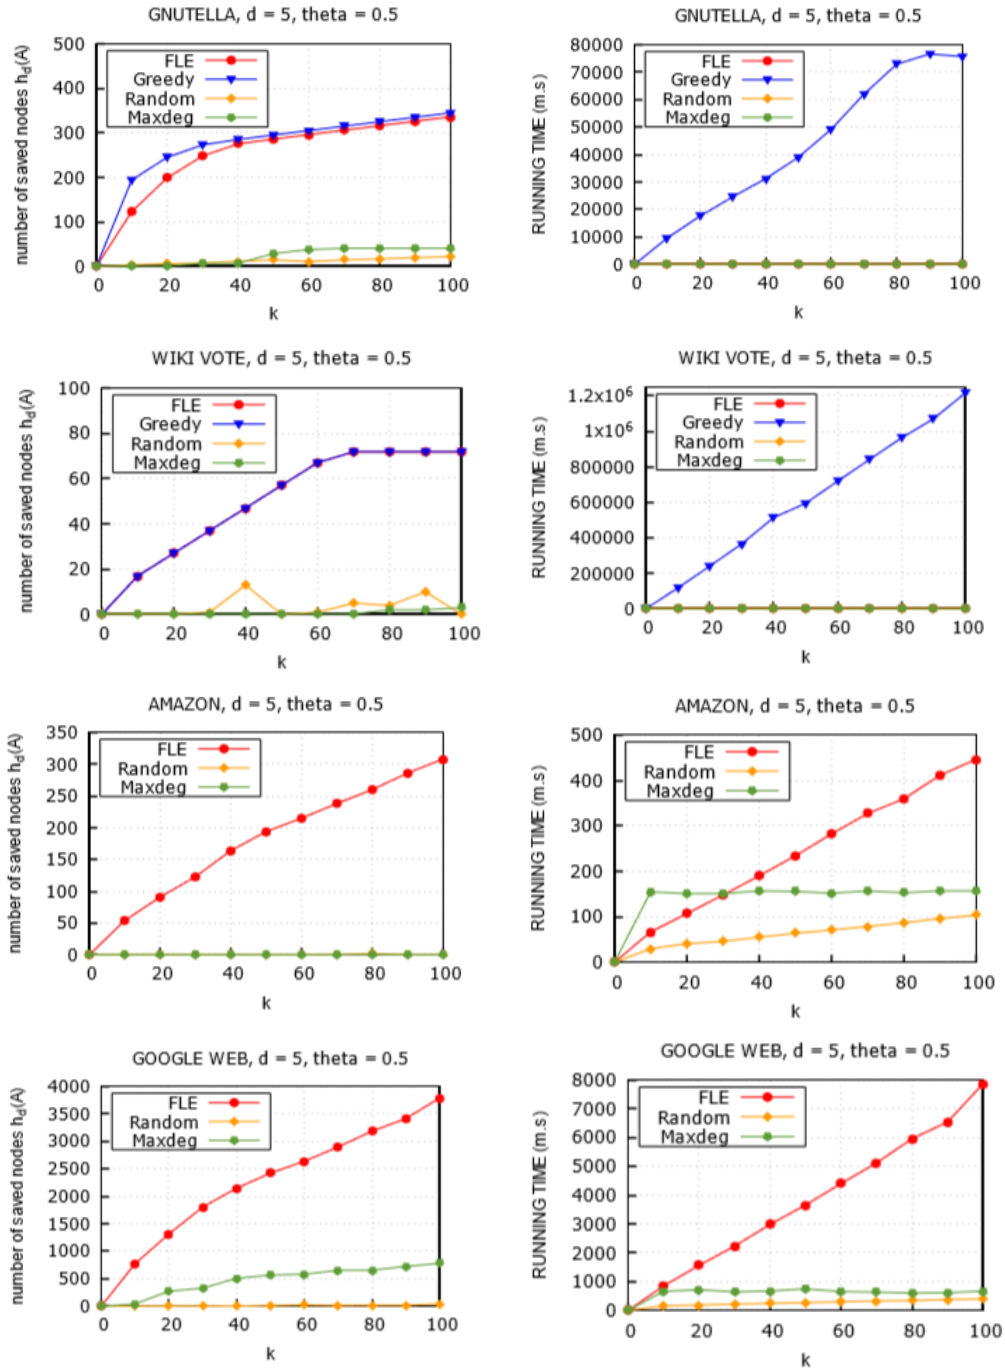 GNUTELLA, d = 5, theta = 0.5
number of saved nodes h_d(A)
500
400
300
200
100
0
FLE
Greedy
Random
Maxdeg
0 20 40 60 80 100
k
GNUTELLA, d = 5, theta = 0.5
RUNNING TIME (m.s)
80000
70000
60000
50000
40000
30000
20000
10000
0
FLE
Greedy
Random
Maxdeg
0 20 40 60 80 100
k
WIKI VOTE, d = 5, theta = 0.5
number of saved nodes h_d(A)
100
80
60
40
20
0
FLE
Greedy
Random
Maxdeg
0 20 40 60 80 100
k
WIKI VOTE, d = 5, theta = 0.5
RUNNING TIME (m.s)
1.2x10^6
1x10^6
800000
600000
400000
200000
0
FLE
Greedy
Random
Maxdeg
0 20 40 60 80 100
k
AMAZON, d = 5, theta = 0.5
number of saved nodes h_d(A)
350
300
250
200
150
100
50
0
FLE
Random
Maxdeg
0 20 40 60 80 100
k
AMAZON, d = 5, theta = 0.5
RUNNING TIME (m.s)
500
400
300
200
100
0
FLE
Random
Maxdeg
0 20 40 60 80 100
k
GOOGLE WEB, d = 5, theta = 0.5
number of saved nodes h_d(A)
4000
3500
3000
2500
2000
1500
1000
500
0
FLE
Random
Maxdeg
0 20 40 60 80 100
k
GOOGLE WEB, d = 5, theta = 0.5
RUNNING TIME (m.s)
8000
7000
6000
5000
4000
3000
2000
1000
0
FLE
Random
Maxdeg
0 20 40 60 80 100
k